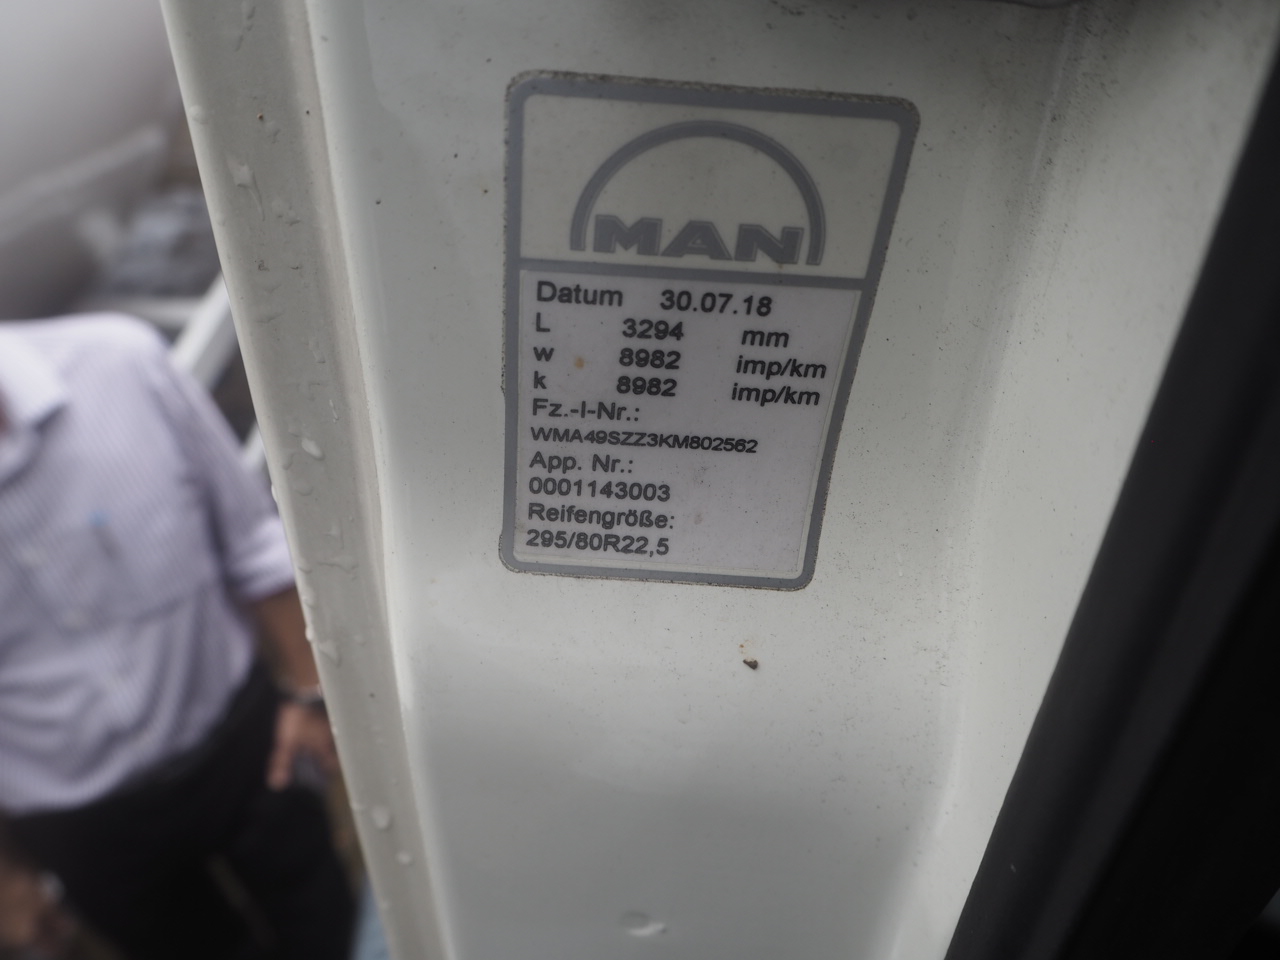 MAN
Datum 30.07.18
L 3294 mm
w 8982 imp/km
k 8982 imp/km
Fz.-I-Nr.:
WMA49SZZ3KM802562
App. Nr.:
0001143003
Reifengröße:
295/80R22,5